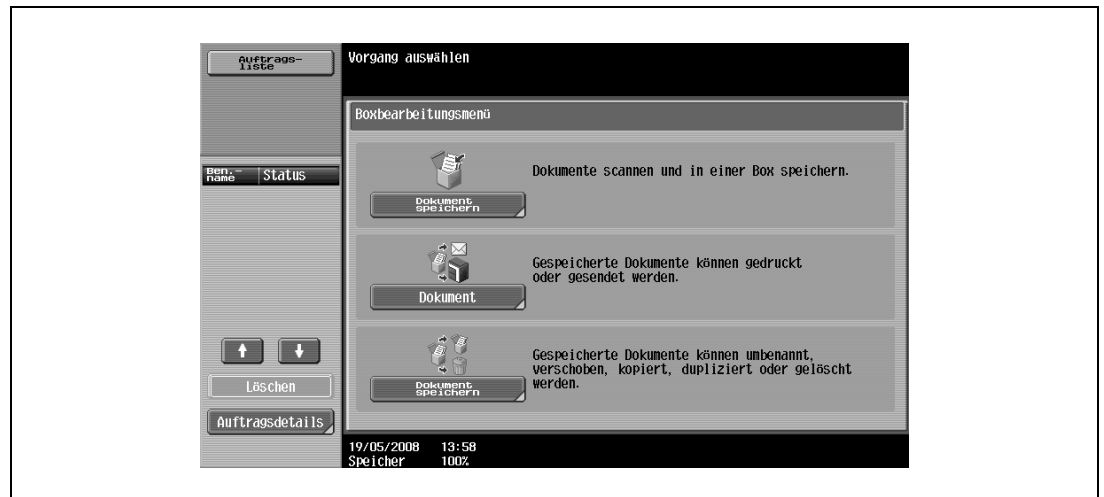 Auftrags-
liste
Vorgang auswählen
Boxbearbeitungsmenü
Ben.-
name
Status
Dokumente scannen und in einer Box speichern.
Dokument
speichern
Gespeicherte Dokumente können gedruckt
oder gesendet werden.
Dokument
Gespeicherte Dokumente können umbenannt,
verschoben, kopiert, dupliziert oder gelöscht
werden.
Dokument
speichern
Löschen
Auftragsdetails
19/05/2008 13:58
Speicher 100%